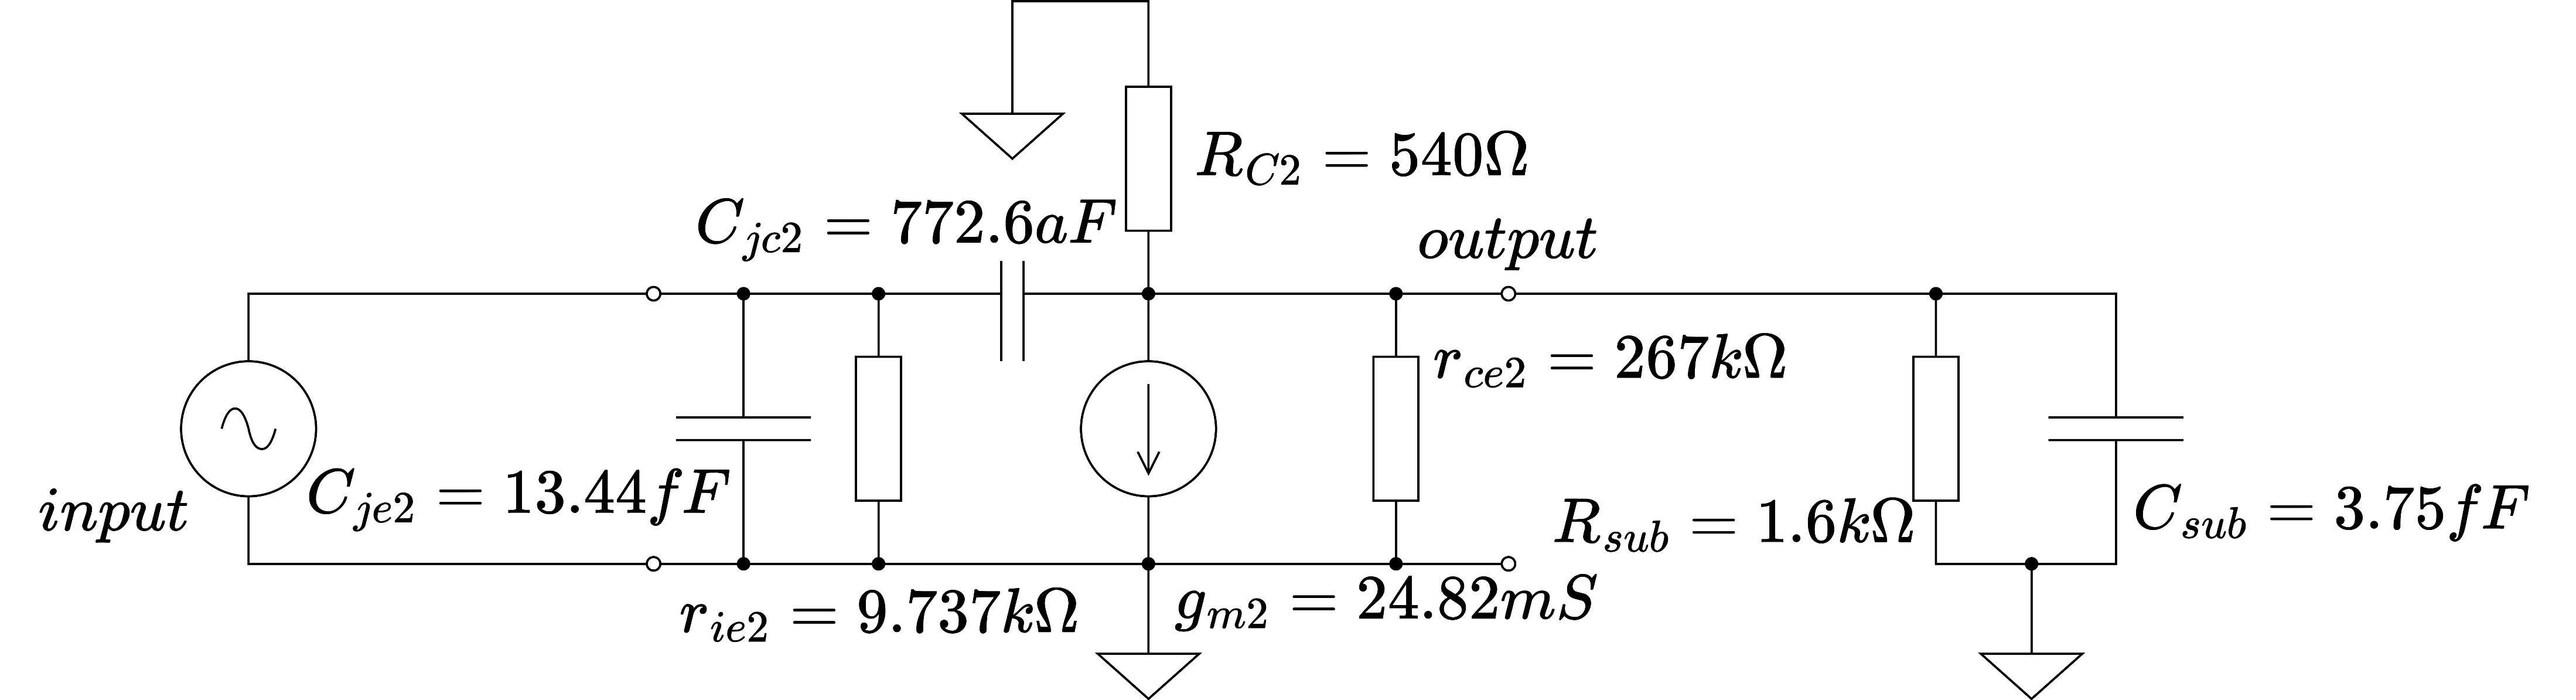 R_{C2} = 540Ω
C_{jc2} = 772.6aF
output
r_{ce2} = 267kΩ
input
C_{je2} = 13.44fF
R_{sub} = 1.6kΩ
C_{sub} = 3.75fF
r_{ie2} = 9.737kΩ
g_{m2} = 24.82mS